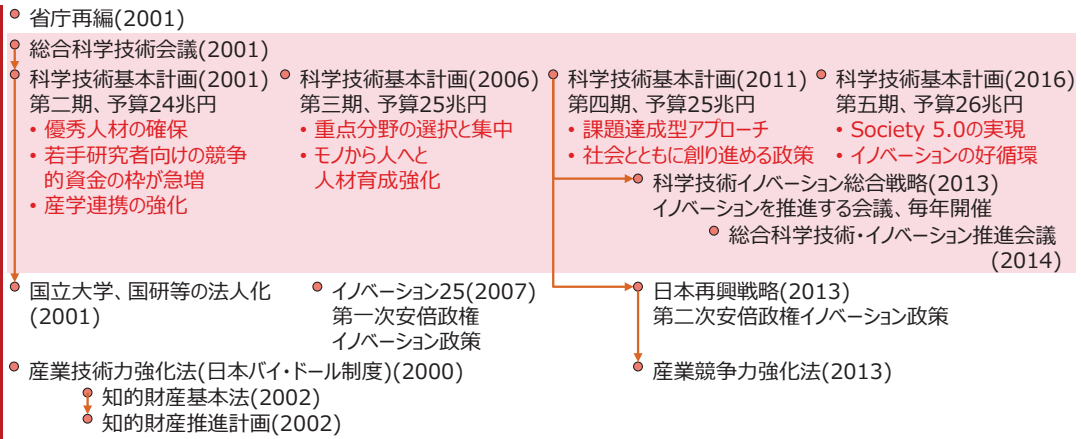 省庁再編(2001)
総合科学技術会議(2001)
科学技術基本計画(2001)
第二期、予算24兆円
・優秀人材の確保
・若手研究者向けの競争
的資金の枠が急増
・産学連携の強化
科学技術基本計画(2006)
第三期、予算25兆円
・重点分野の選択と集中
・モノから人へと
人材育成強化
科学技術基本計画(2011)
第四期、予算25兆円
・課題達成型アプローチ
・社会とともに創り進める政策
科学技術基本計画(2016)
第五期、予算26兆円
・Society 5.0の実現
・イノベーションの好循環
科学技術イノベーション総合戦略(2013)
イノベーションを推進する会議、毎年開催
総合科学技術・イノベーション推進会議
(2014)
国立大学、国研等の法人化
(2001)
イノベーション25(2007)
第一次安倍政権
イノベーション政策
日本再興戦略(2013)
第二次安倍政権イノベーション政策
産業技術力強化法(日本バイ・ドール制度)(2000)
知的財産基本法(2002)
知的財産推進計画(2002)
産業競争力強化法(2013)